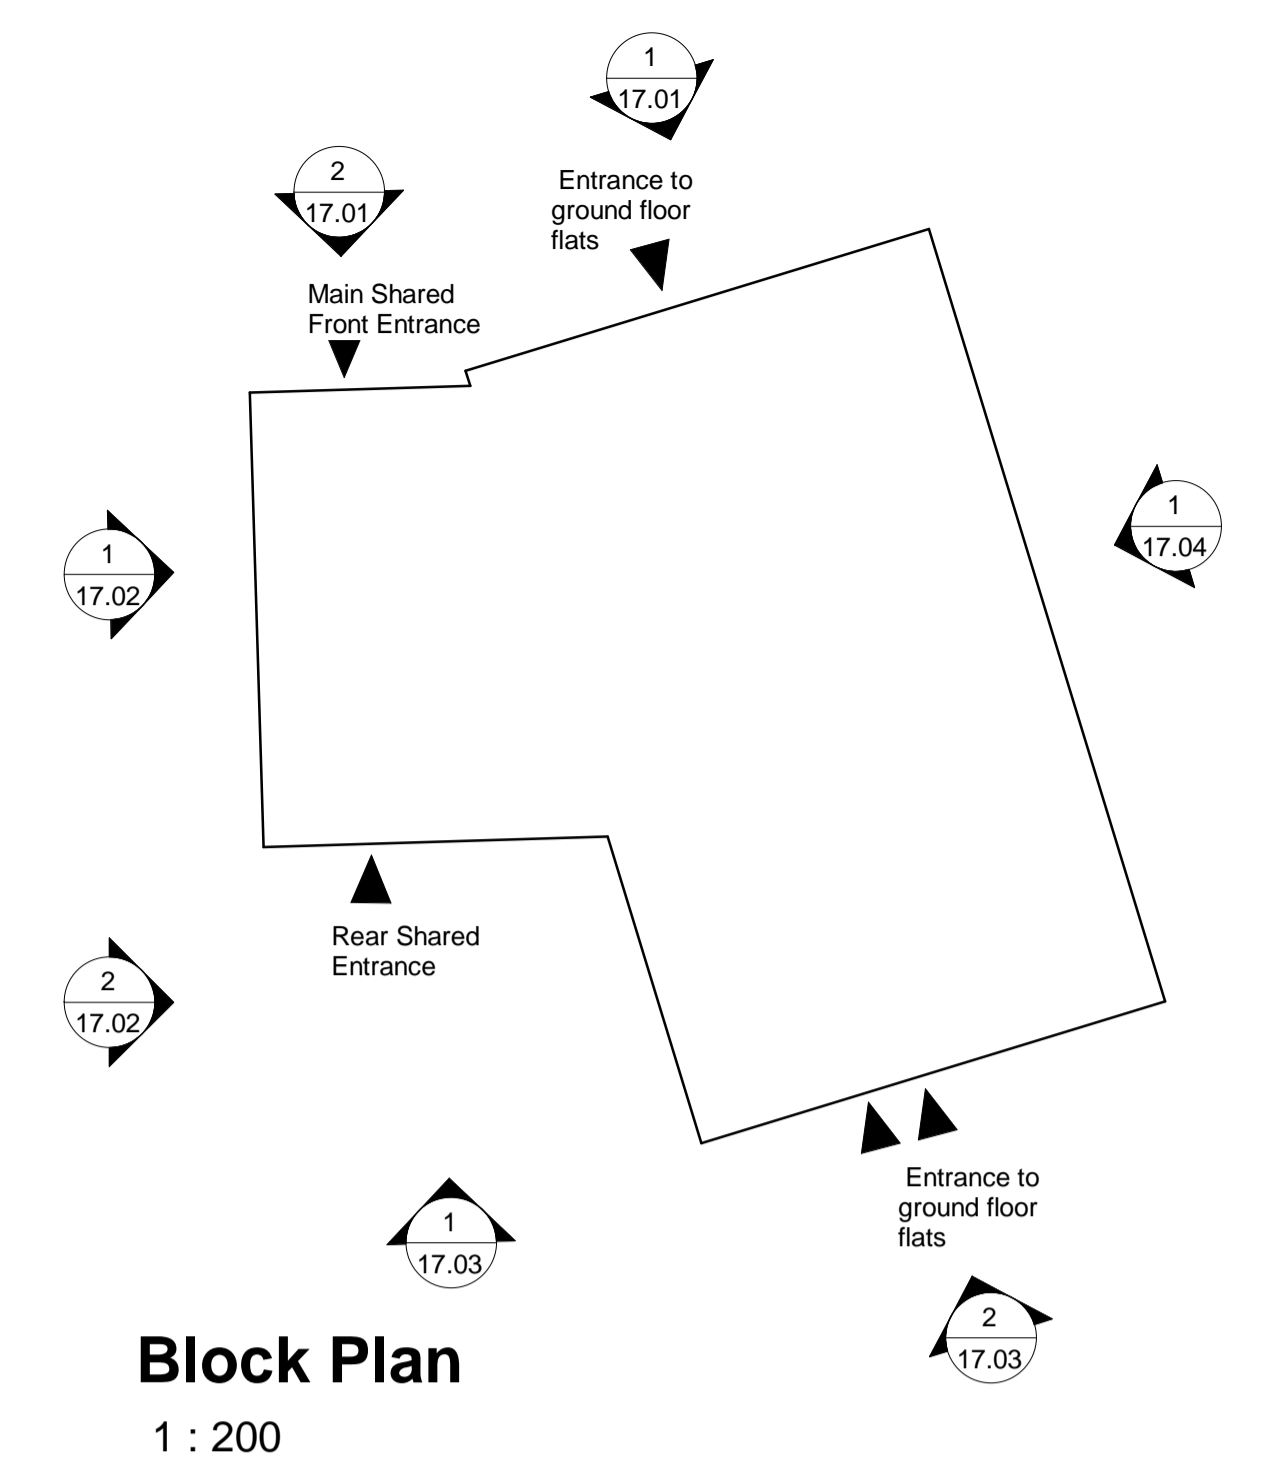 1
17.01
2
17.01
Entrance to
ground floor
flats
Main Shared
Front Entrance
1
17.04
1
17.02
Rear Shared
Entrance
2
17.02
Entrance to
ground floor
flats
1
17.03
2
17.03
Block Plan
1 : 200